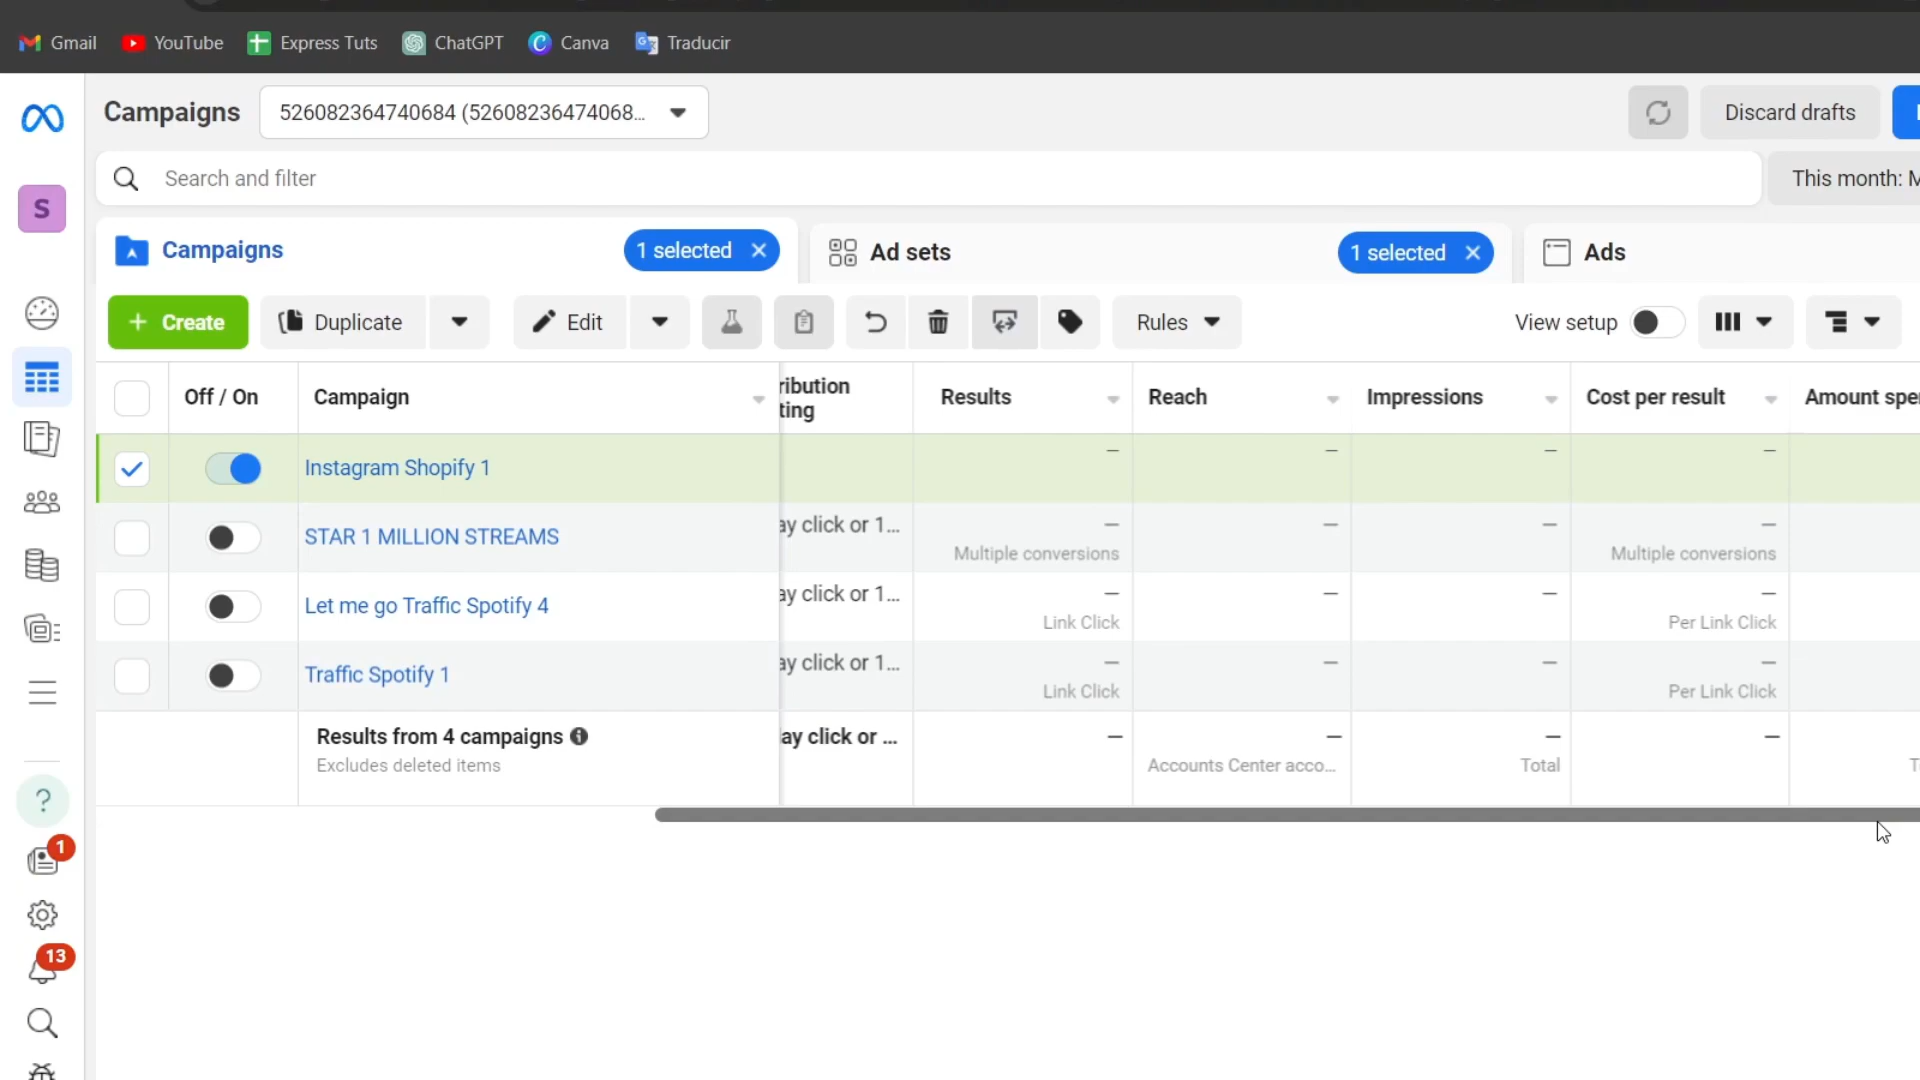 Gmail YouTube Express Tuts ChatGPT Canva Traducir
Campaigns 526082364740684 (52608236474068... Discard drafts
Search and filter This month: M
S
Campaigns 1 selected Ad sets 1 selected Ads
+ Create Duplicate Edit Rules View setup
Off / On Campaign ribution Results Reach Impressions Cost per result Amount spe
ting
Instagram Shopify 1 — — — —
STAR 1 MILLION STREAMS ay click or 1... — — — —
Multiple conversions Multiple conversions
Let me go Traffic Spotify 4 ay click or 1... — — — —
Link Click Per Link Click
Traffic Spotify 1 ay click or 1... — — — —
Link Click Per Link Click
Results from 4 campaigns ay click or ... — — — —
Excludes deleted items Accounts Center acco... Total T
?
1
13